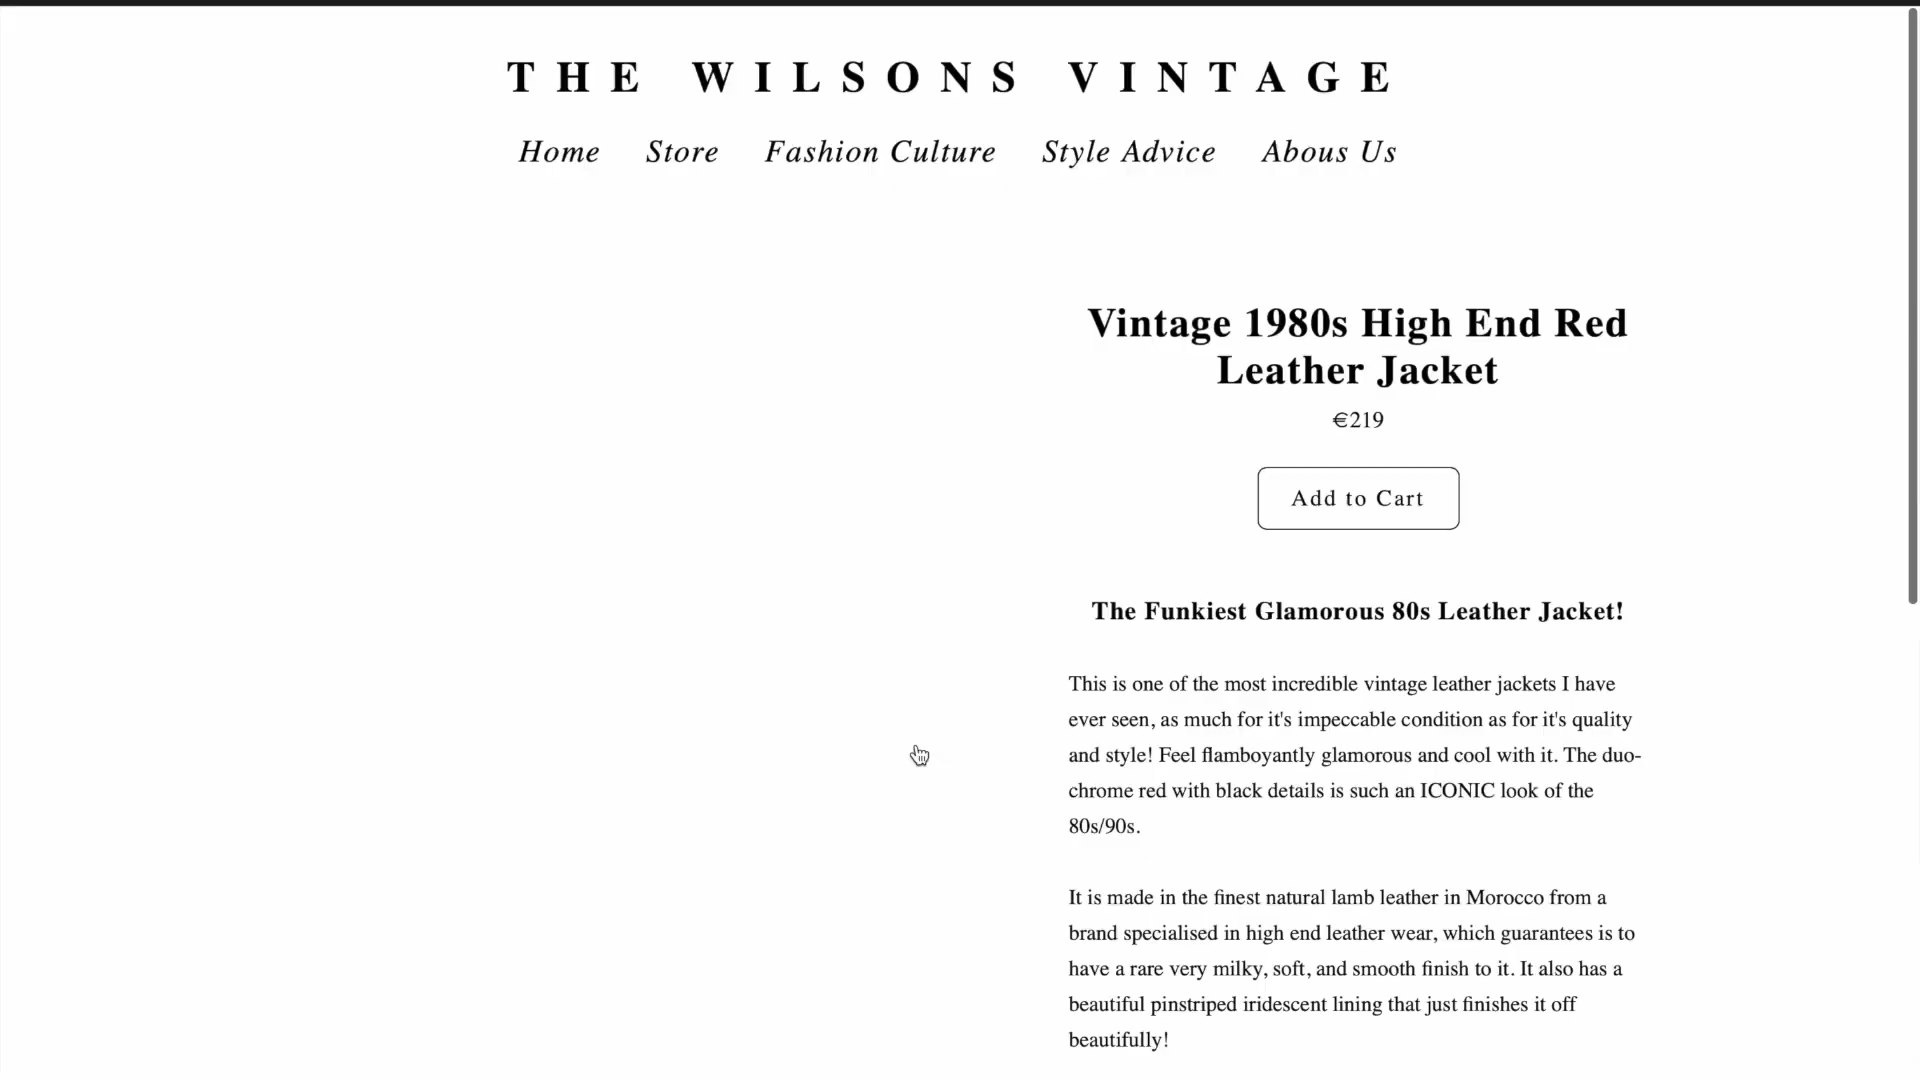 THE WILSONS VINTAGE
Home Store Fashion Culture Style Advice Abous Us
Vintage 1980s High End Red
Leather Jacket
€219
Add to Cart
The Funkiest Glamorous 80s Leather Jacket!
This is one of the most incredible vintage leather jackets I have
ever seen, as much for it's impeccable condition as for it's quality
and style! Feel flamboyantly glamorous and cool with it. The duo-
chrome red with black details is such an ICONIC look of the
80s/90s.
It is made in the finest natural lamb leather in Morocco from a
brand specialised in high end leather wear, which guarantees is to
have a rare very milky, soft, and smooth finish to it. It also has a
beautiful pinstriped iridescent lining that just finishes it off
beautifully!